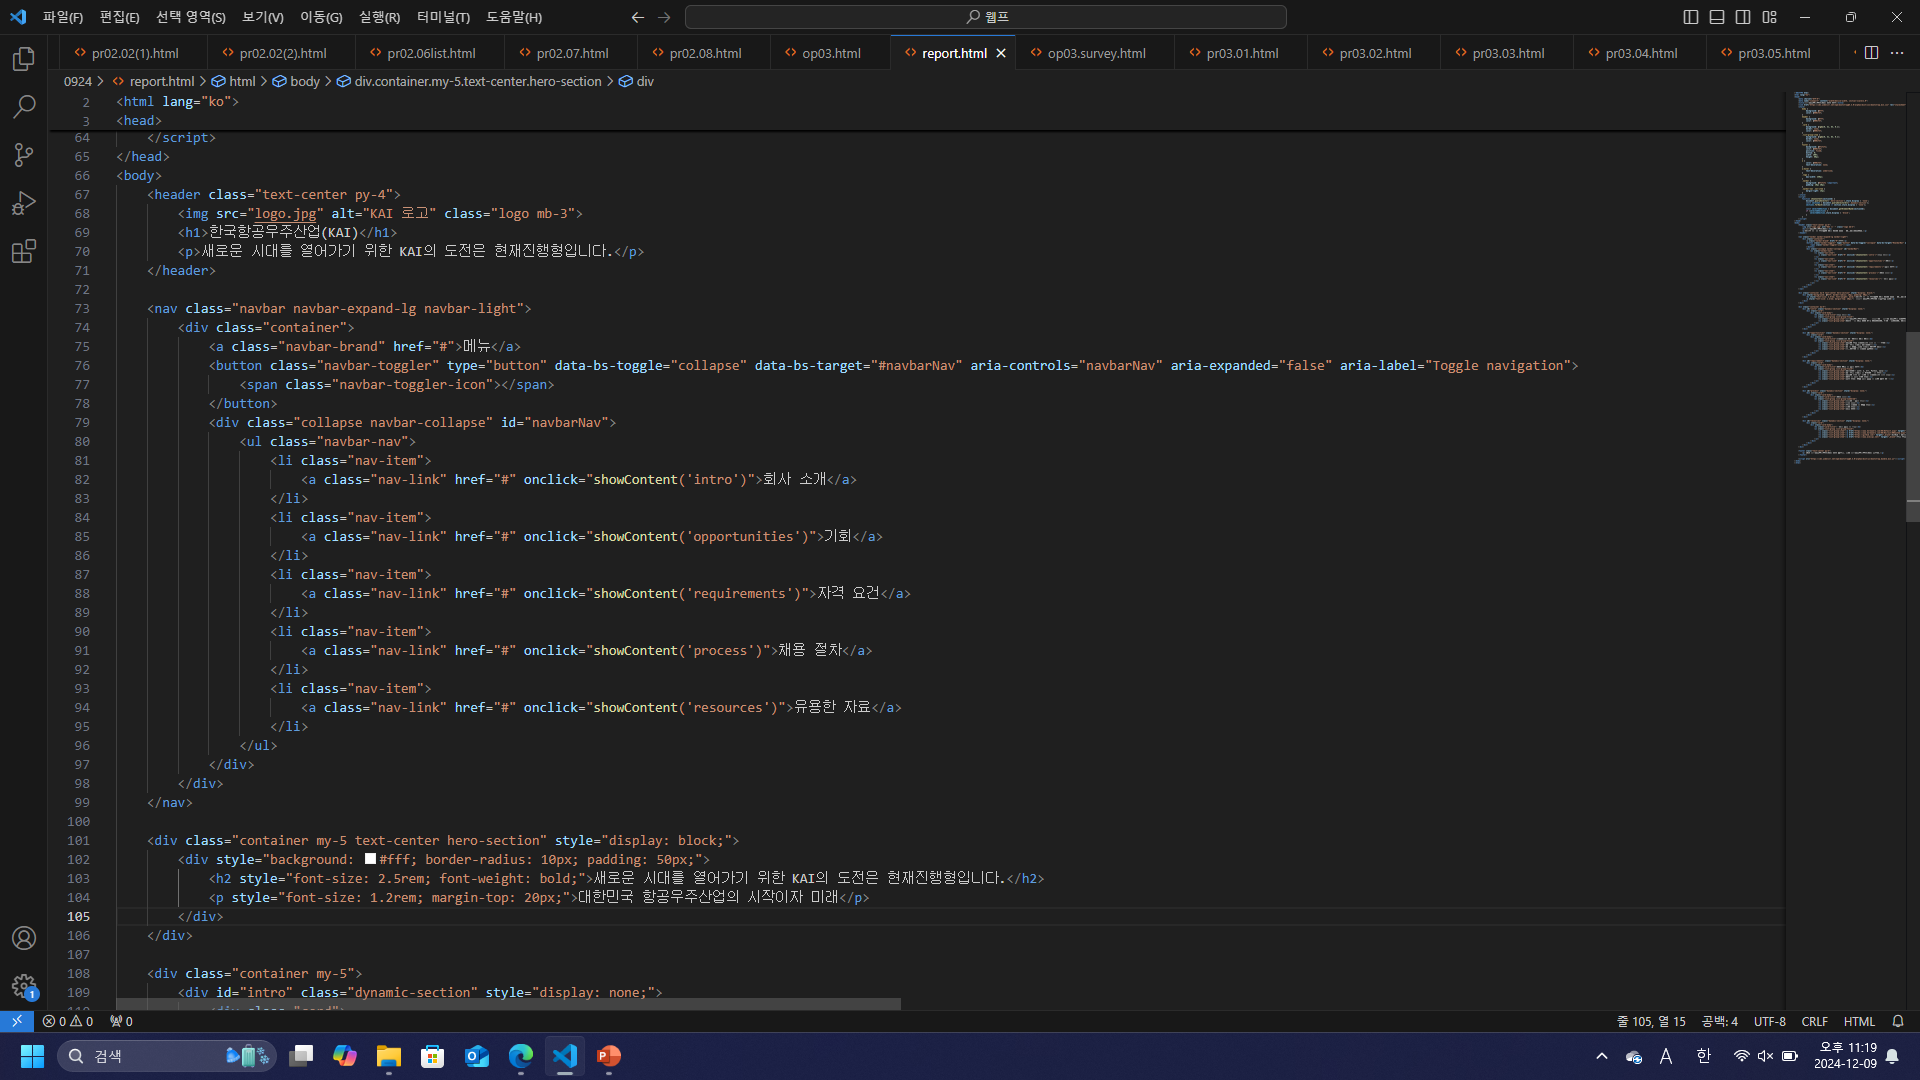 파일(F) 편집(E) 선택 영역(S) 보기(V) 이동(G) 실행(R) 터미널(T) 도움말(H) 웹프
pr02.02(1).html pr02.02(2).html pr02.06list.html pr02.07.html pr02.08.html op03.html report.html op03.survey.html pr03.01.html pr03.02.html pr03.03.html pr03.04.html pr03.05.html
0924 > report.html > html > body > div.container.my-5.text-center.hero-section > div
2 <html lang="ko">
3 <head>
64 </script>
65 </head>
66 <body>
67 <header class="text-center py-4">
68 <img src="logo.jpg" alt="KAI 로고" class="logo mb-3">
69 <h1>한국항공우주산업(KAI)</h1>
70 <p>새로운 시대를 열어가기 위한 KAI의 도전은 현재진행형입니다.</p>
71 </header>
72
73 <nav class="navbar navbar-expand-lg navbar-light">
74 <div class="container">
75 <a class="navbar-brand" href="#">메뉴</a>
76 <button class="navbar-toggler" type="button" data-bs-toggle="collapse" data-bs-target="#navbarNav" aria-controls="navbarNav" aria-expanded="false" aria-label="Toggle navigation">
77 <span class="navbar-toggler-icon"></span>
78 </button>
79 <div class="collapse navbar-collapse" id="navbarNav">
80 <ul class="navbar-nav">
81 <li class="nav-item">
82 <a class="nav-link" href="#" onclick="showContent('intro')">회사 소개</a>
83 </li>
84 <li class="nav-item">
85 <a class="nav-link" href="#" onclick="showContent('opportunities')">기회</a>
86 </li>
87 <li class="nav-item">
88 <a class="nav-link" href="#" onclick="showContent('requirements')">자격 요건</a>
89 </li>
90 <li class="nav-item">
91 <a class="nav-link" href="#" onclick="showContent('process')">채용 절차</a>
92 </li>
93 <li class="nav-item">
94 <a class="nav-link" href="#" onclick="showContent('resources')">유용한 자료</a>
95 </li>
96 </ul>
97 </div>
98 </div>
99 </nav>
100
101 <div class="container my-5 text-center hero-section" style="display: block;">
102 <div style="background: #fff; border-radius: 10px; padding: 50px;">
103 <h2 style="font-size: 2.5rem; font-weight: bold;">새로운 시대를 열어가기 위한 KAI의 도전은 현재진행형입니다.</h2>
104 <p style="font-size: 1.2rem; margin-top: 20px;">대한민국 항공우주산업의 시작이자 미래</p>
105 </div>
106 </div>
107
108 <div class="container my-5">
109 <div id="intro" class="dynamic-section" style="display: none;">
1
0 0 0 줄 105, 열 15 공백: 4 UTF-8 CRLF HTML
검색 A 한 오후 11:19
2024-12-09